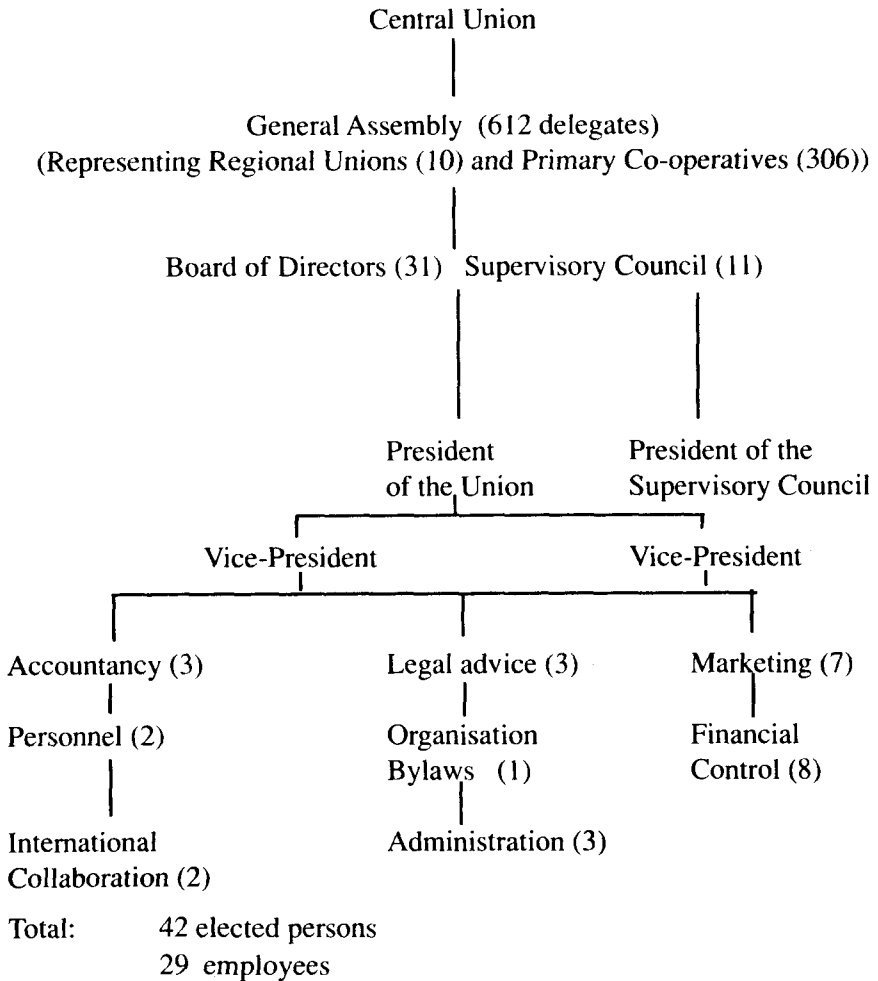 Central Union
General Assembly (612 delegates)
(Representing Regional Unions (10) and Primary Co-operatives (306))
Board of Directors (31) Supervisory Council (11)
President
of the Union
President of the
Supervisory Council
Vice-President
Vice-President
Accountancy (3)
Legal advice (3)
Marketing (7)
Personnel (2)
Organisation
Bylaws (1)
Financial
Control (8)
International
Collaboration (2)
Administration (3)
Total: 42 elected persons
29 employees